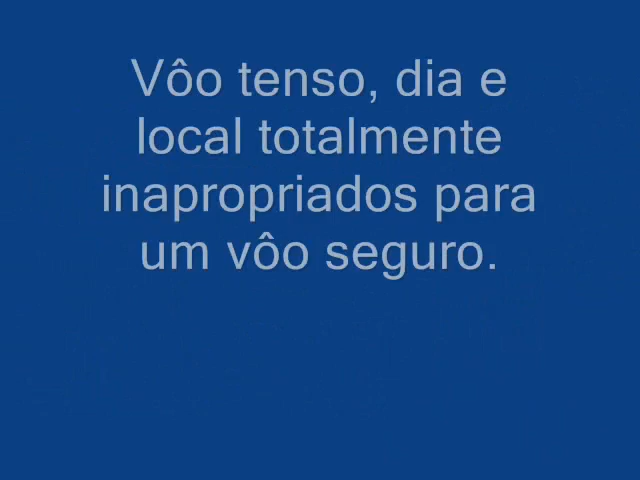 Vôo tenso, dia e
local totalmente
inapropriados para
um vôo seguro.